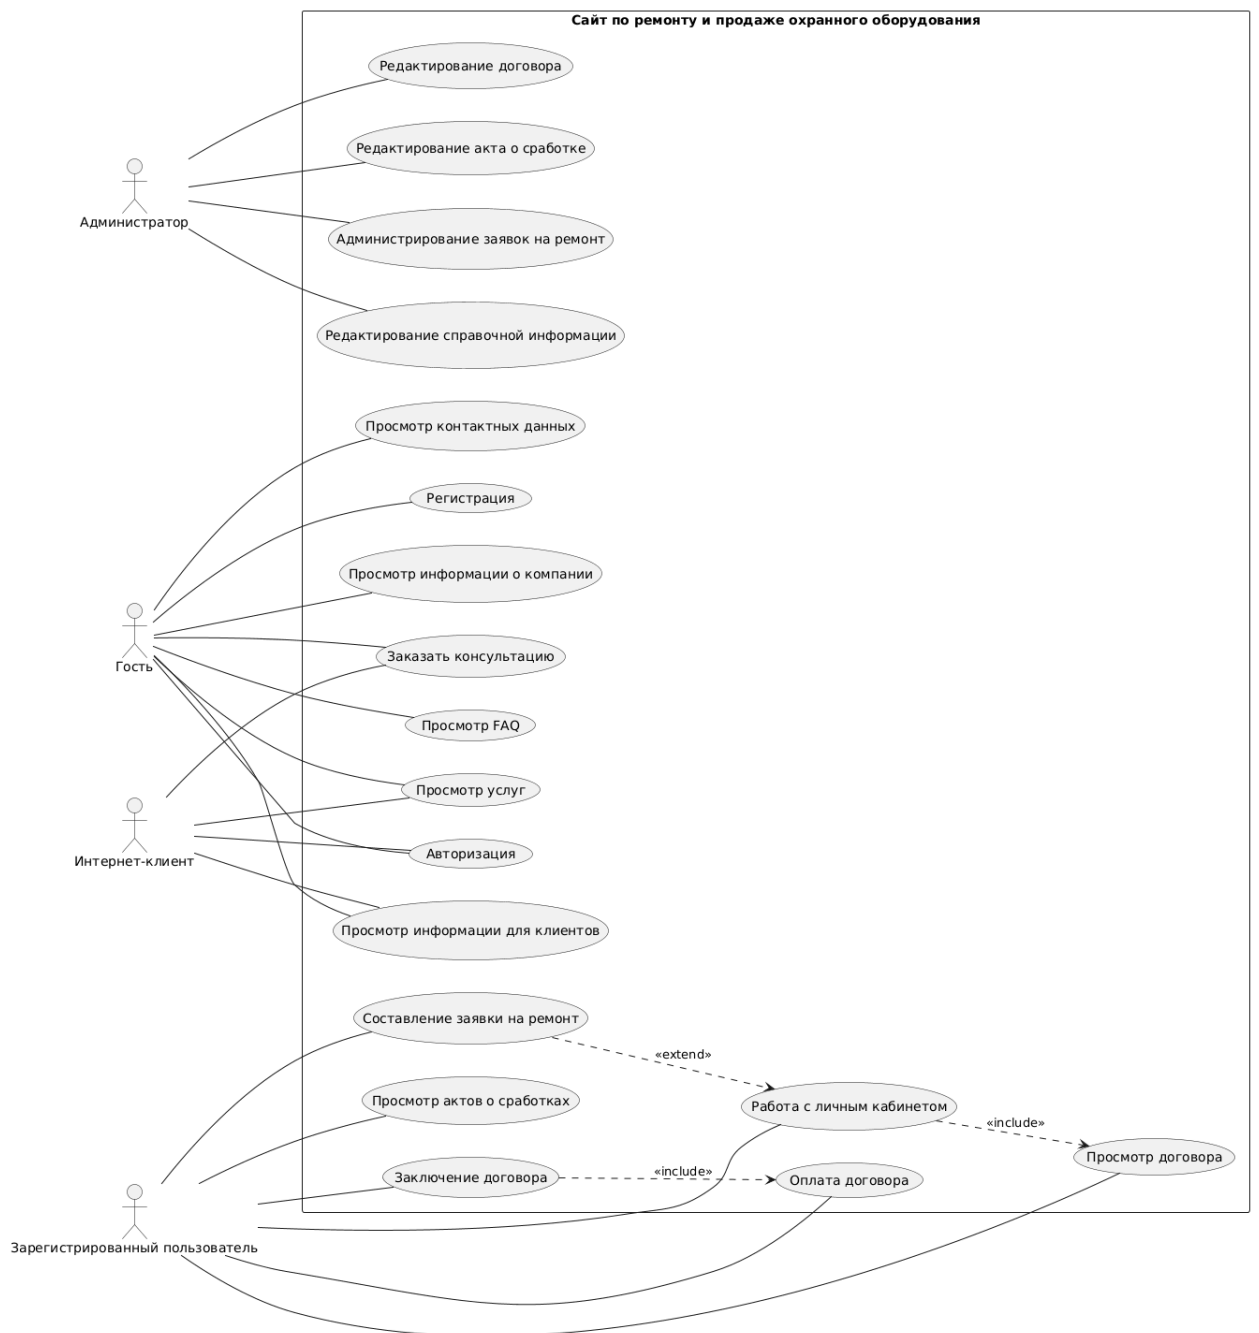 Сайт по ремонту и продаже охранного оборудования
Редактирование договора
Редактирование акта о сработке
Администратор
Администрирование заявок на ремонт
Редактирование справочной информации
Просмотр контактных данных
Регистрация
Просмотр информации о компании
Гость
Заказать консультацию
Просмотр FAQ
Просмотр услуг
Интернет-клиент
Авторизация
Просмотр информации для клиентов
Составление заявки на ремонт
«extend»
Просмотр актов о сработках
Работа с личным кабинетом
«include»
Просмотр договора
Заключение договора
«include»
Оплата договора
Зарегистрированный пользователь